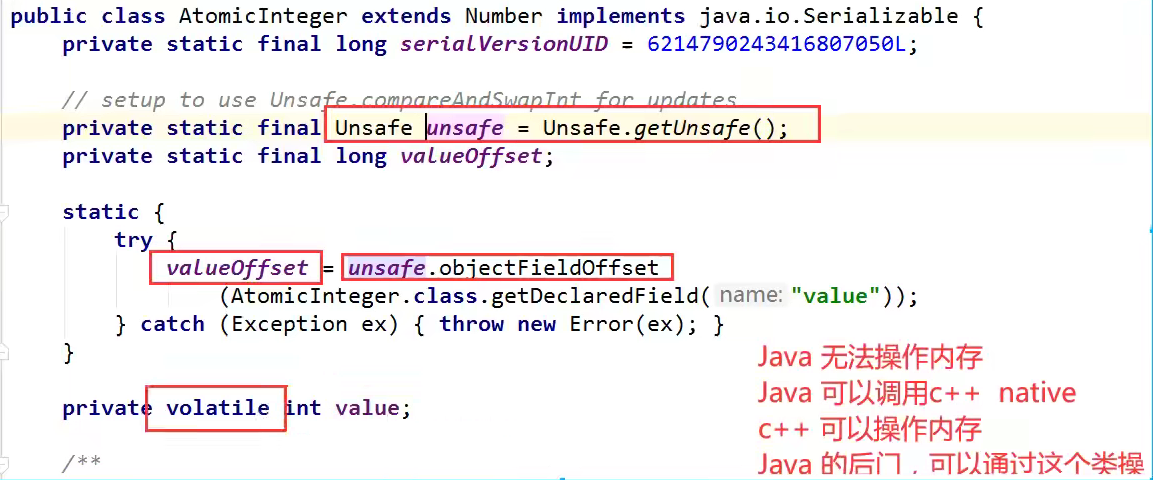 public class AtomicInteger extends Number implements java.io.Serializable {
private static final long serialVersionUID = 6214790243416807050L;
// setup to use Unsafe.compareAndSwapInt for updates
private static final Unsafe unsafe = Unsafe.getUnsafe();
private static final long valueOffset;
static {
try {
valueOffset = unsafe.objectFieldOffset
(AtomicInteger.class.getDeclaredField( name: "value"));
} catch (Exception ex) { throw new Error(ex); }
}
private volatile int value;
/**
Java 无法操作内存
Java 可以调用c++ native
c++ 可以操作内存
Java 的后门，可以通过这个类操